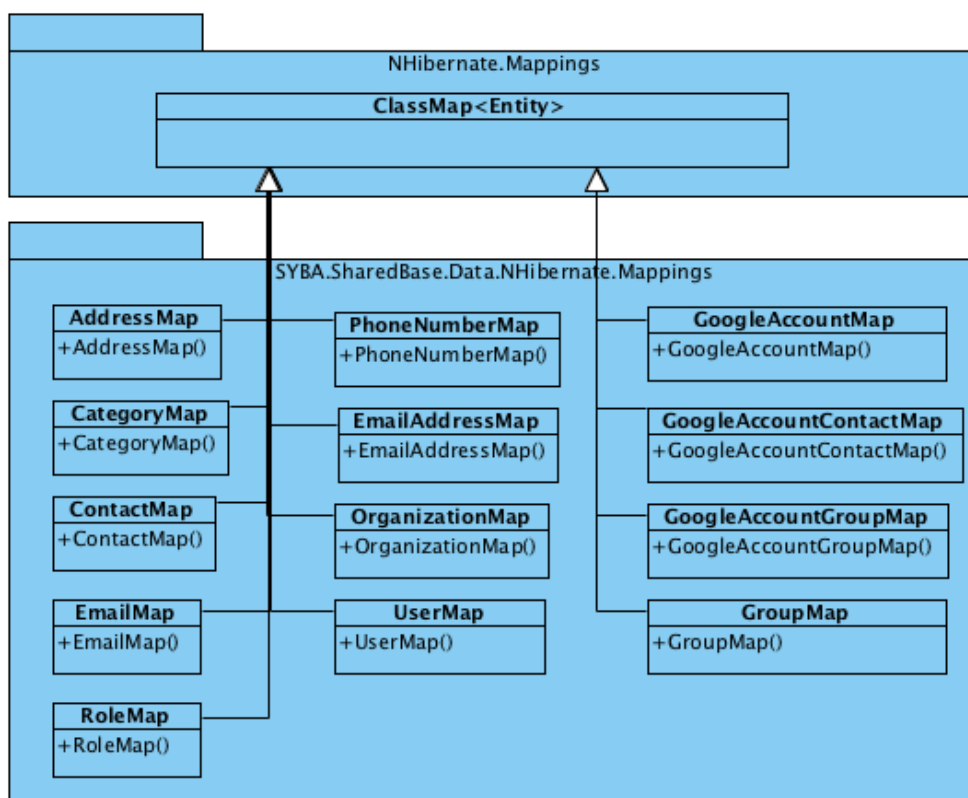 NHibernate.Mappings
ClassMap<Entity>
SYBA.SharedBase.Data.NHibernate.Mappings
AddressMap
+AddressMap()
PhoneNumberMap
+PhoneNumberMap()
GoogleAccountMap
+GoogleAccountMap()
CategoryMap
+CategoryMap()
EmailAddressMap
+EmailAddressMap()
GoogleAccountContactMap
+GoogleAccountContactMap()
ContactMap
+ContactMap()
OrganizationMap
+OrganizationMap()
GoogleAccountGroupMap
+GoogleAccountGroupMap()
EmailMap
+EmailMap()
UserMap
+UserMap()
GroupMap
+GroupMap()
RoleMap
+RoleMap()